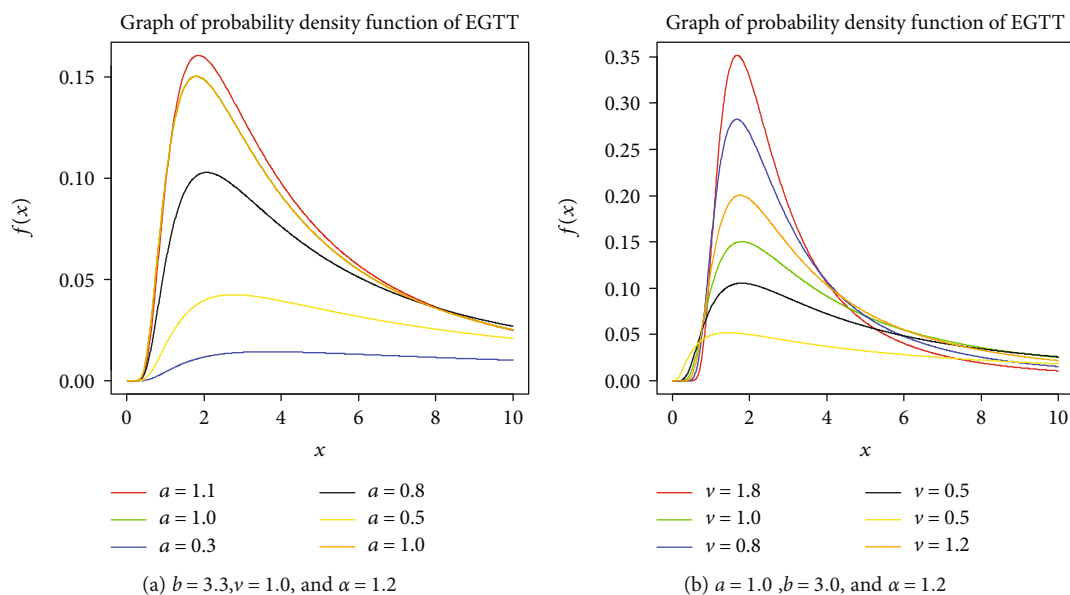 Graph of probability density function of EGTT
0.15
0.10
0.05
0.00
f(x)
0 2 4 6 8 10
x
a = 1.1
a = 1.0
a = 0.3
a = 0.8
a = 0.5
a = 1.0
(a) b = 3.3,v = 1.0, and α = 1.2
Graph of probability density function of EGTT
0.35
0.30
0.25
0.20
0.15
0.10
0.05
0.00
f(x)
0 2 4 6 8 10
x
v = 1.8
v = 1.0
v = 0.8
v = 0.5
v = 0.5
v = 1.2
(b) a = 1.0 ,b = 3.0, and α = 1.2